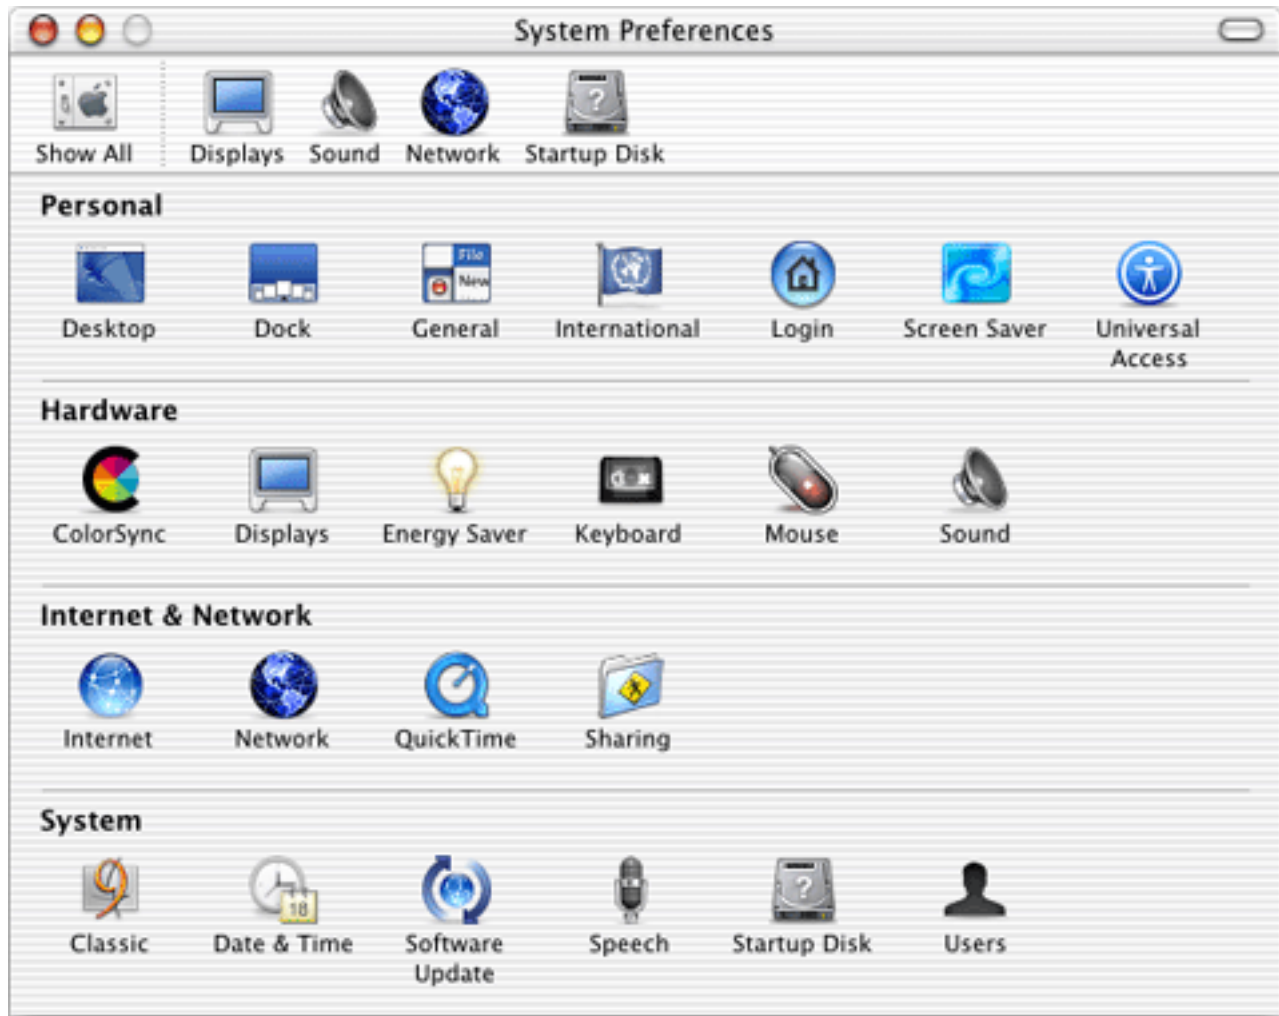 System Preferences
Show All Displays Sound Network Startup Disk
Personal
File
New
Desktop Dock General International Login Screen Saver Universal
Access
Hardware
ColorSync Displays Energy Saver Keyboard Mouse Sound
Internet & Network
Internet Network QuickTime Sharing
System
18
Classic Date & Time Software Speech Startup Disk Users
Update